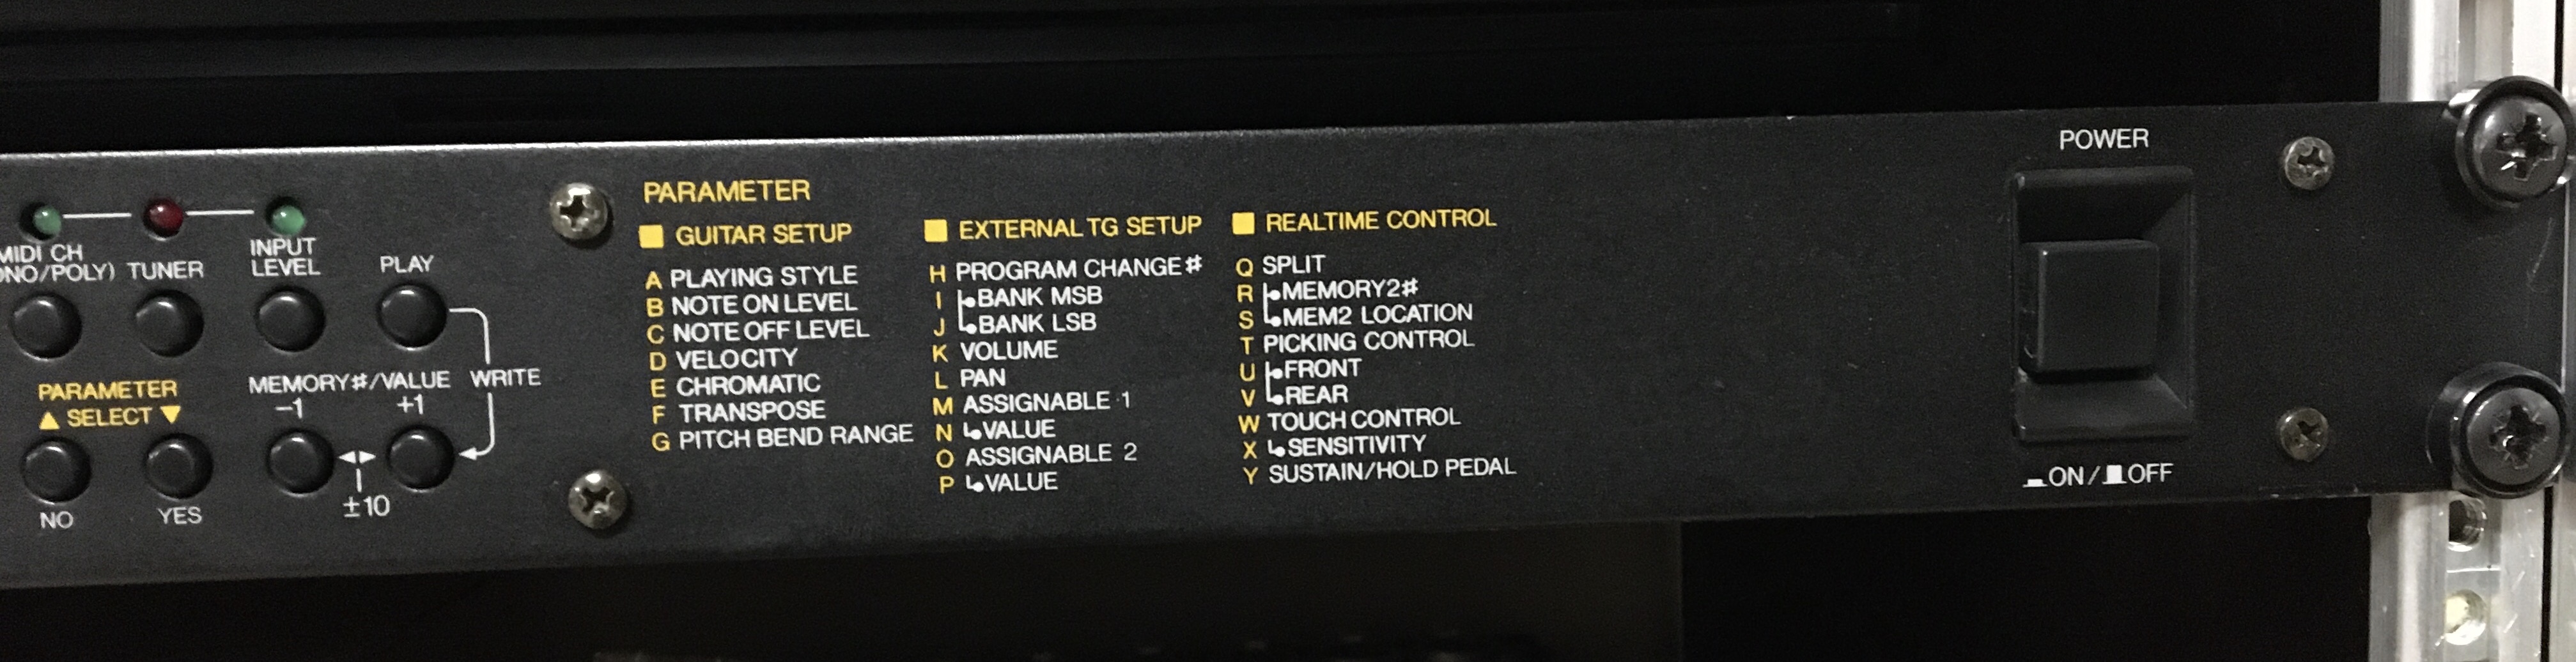 MIDI CH
TUNER
INPUT
LEVEL
PLAY
PARAMETER
▲ SELECT ▼
MEMORY#/VALUE
WRITE
-1
+1
NO
YES
±10
PARAMETER
GUITAR SETUP
A PLAYING STYLE
B NOTE ON LEVEL
C NOTE OFF LEVEL
D VELOCITY
E CHROMATIC
F TRANSPOSE
G PITCH BEND RANGE
EXTERNAL TG SETUP
H PROGRAM CHANGE#
I BANK MSB
J BANK LSB
K VOLUME
L PAN
M ASSIGNABLE 1
N VALUE
O ASSIGNABLE 2
P VALUE
REALTIME CONTROL
Q SPLIT
R MEMORY2#
S MEM2 LOCATION
T PICKING CONTROL
U FRONT
V REAR
W TOUCH CONTROL
X SENSITIVITY
Y SUSTAIN/HOLD PEDAL
POWER
ON / OFF